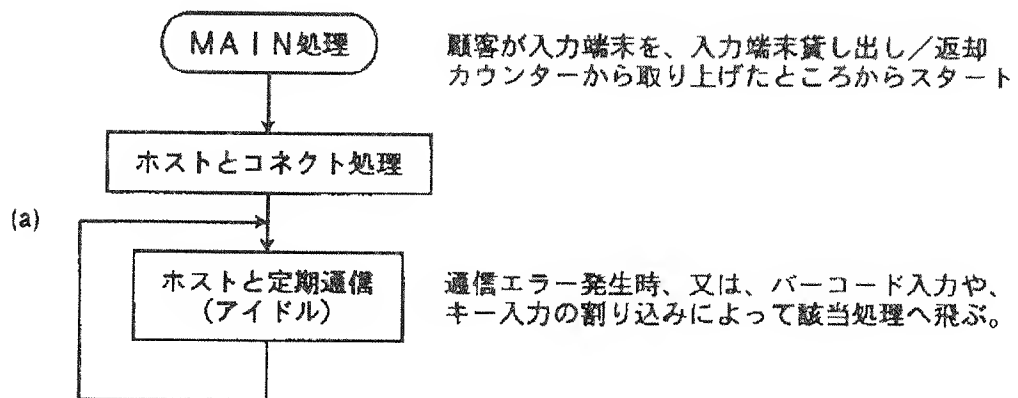 MAIN処理
顧客が入力端末を、入力端末貸し出し／返却
カウンターから取り上げたところからスタート
ホストとコネクト処理
(a)
ホストと定期通信
(アイドル)
通信エラー発生時、又は、バーコード入力や、
キー入力の割り込みによって該当処理へ飛ぶ。